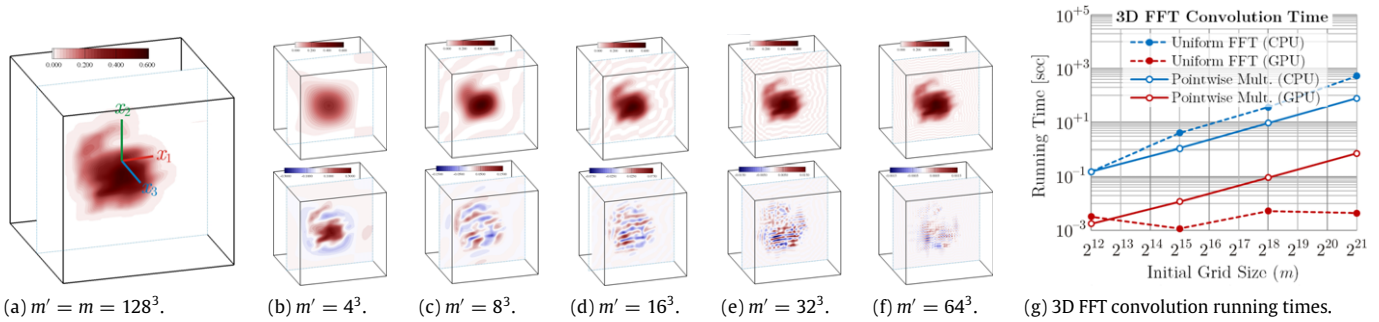 0.000 0.200 0.400 0.600
x₂
x₁
x₃
(a) m′ = m = 128³.
(b) m′ = 4³.
(c) m′ = 8³.
(d) m′ = 16³.
(e) m′ = 32³.
(f) m′ = 64³.
3D FFT Convolution Time
Uniform FFT (CPU)
Uniform FFT (GPU)
Pointwise Mult. (CPU)
Pointwise Mult. (GPU)
Running Time [sec]
10⁺⁵
10⁺³
10⁺¹
10⁻¹
10⁻³
2¹² 2¹³ 2¹⁴ 2¹⁵ 2¹⁶ 2¹⁷ 2¹⁸ 2¹⁹ 2²⁰ 2²¹
Initial Grid Size (m)
(g) 3D FFT convolution running times.